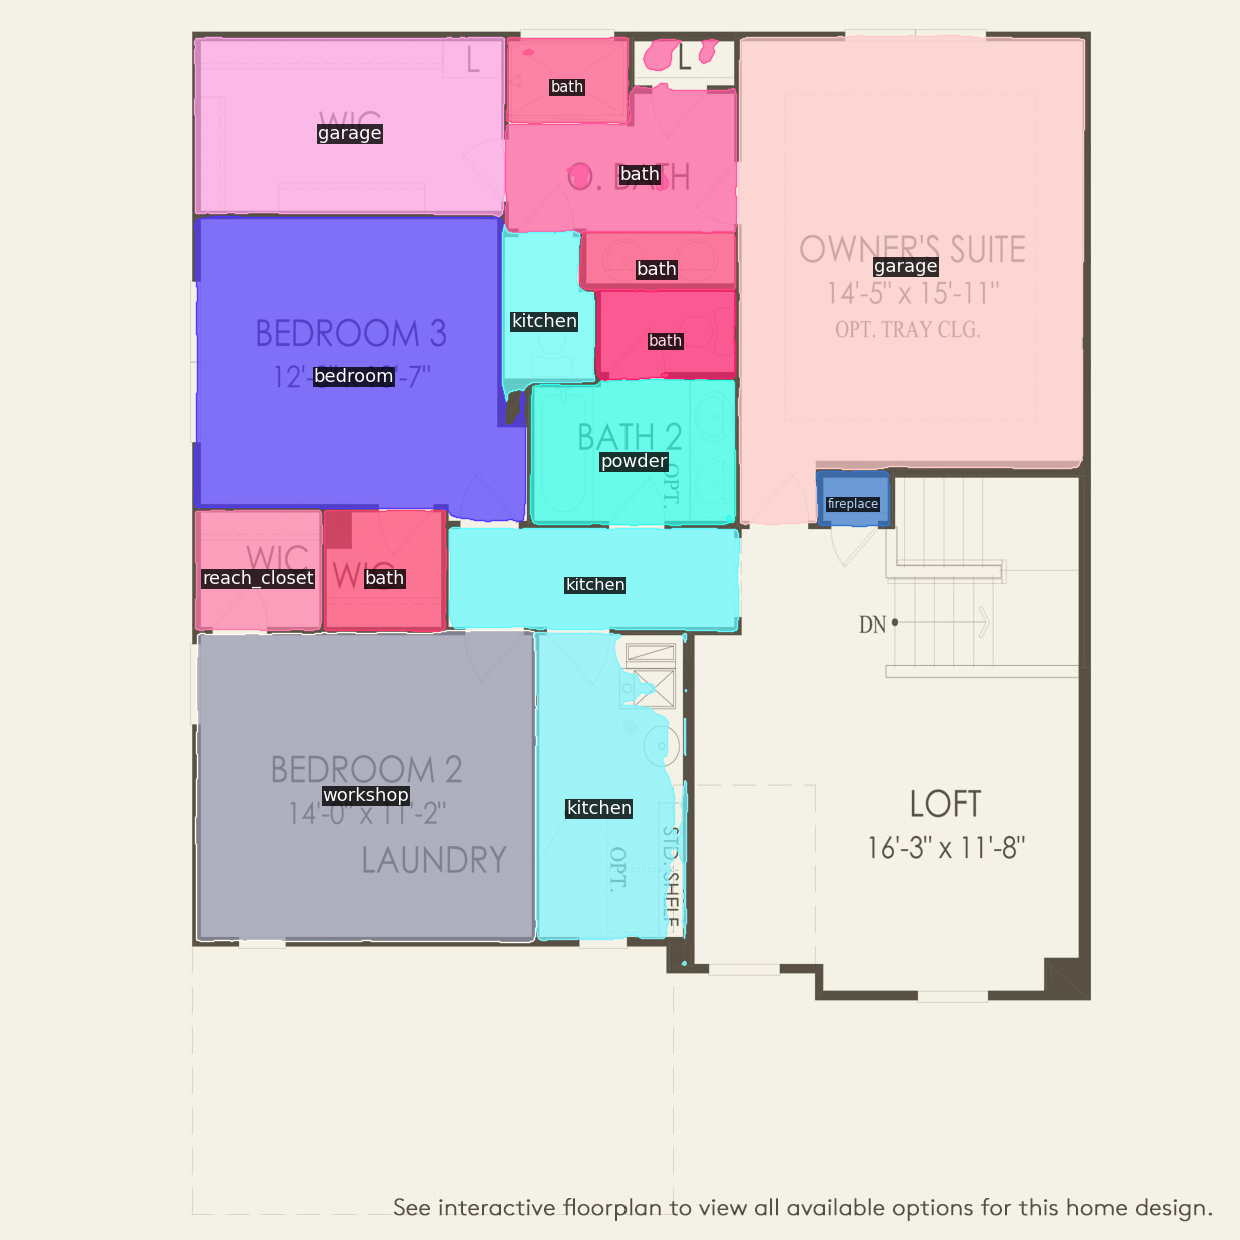 L
bath
L
WIC
garage
O. BATH
bath
OWNER'S SUITE
garage
14'-5" x 15'-11"
OPT. TRAY CLG.
bath
kitchen
bath
BEDROOM 3
bedroom
BATH 2
powder
OPT.
fireplace
WIC
reach_closet
WIC
bath
kitchen
DN
BEDROOM 2
workshop
14'-0" x 11'-2"
LAUNDRY
kitchen
OPT.
STD. SHELF
LOFT
16'-3" x 11'-8"
See interactive floorplan to view all available options for this home design.